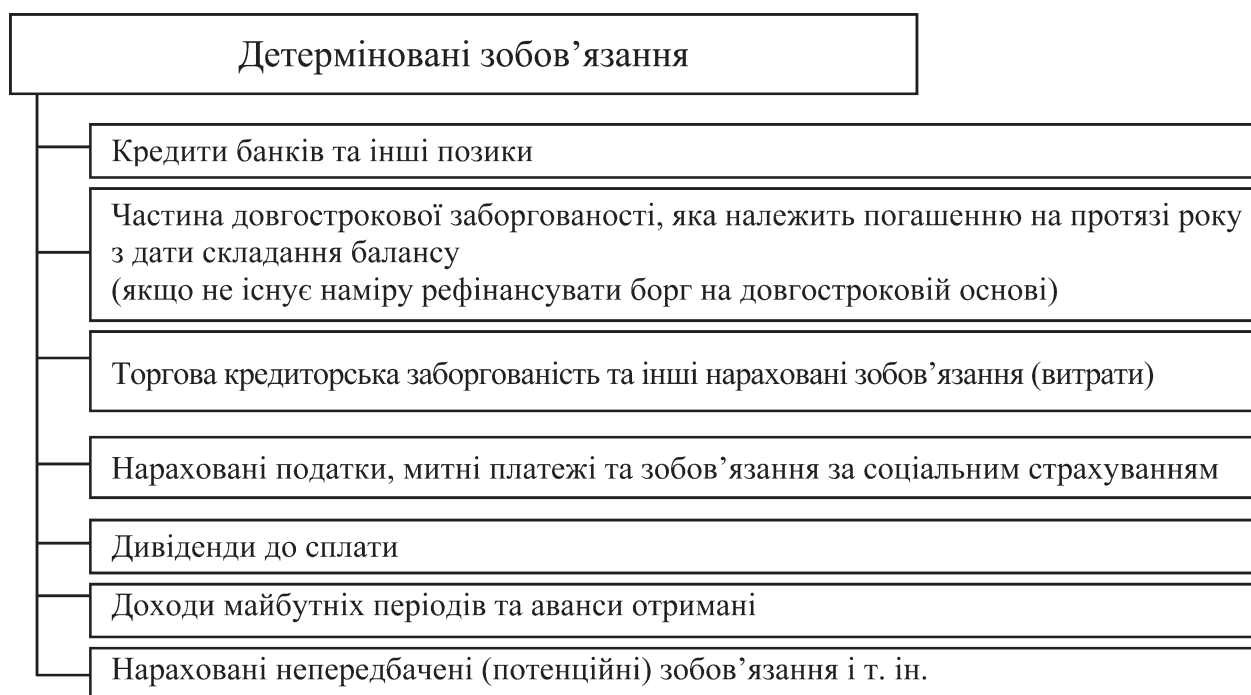 Детерміновані зобов’язання
Кредити банків та інші позики
Частина довгострокової заборгованості, яка належить погашенню на протязі року
з дати складання балансу
(якщо не існує наміру рефінансувати борг на довгостроковій основі)
Торгова кредиторська заборгованість та інші нараховані зобов’язання (витрати)
Нараховані податки, митні платежі та зобов’язання за соціальним страхуванням
Дивіденди до сплати
Доходи майбутніх періодів та аванси отримані
Нараховані непередбачені (потенційні) зобов’язання і т. ін.